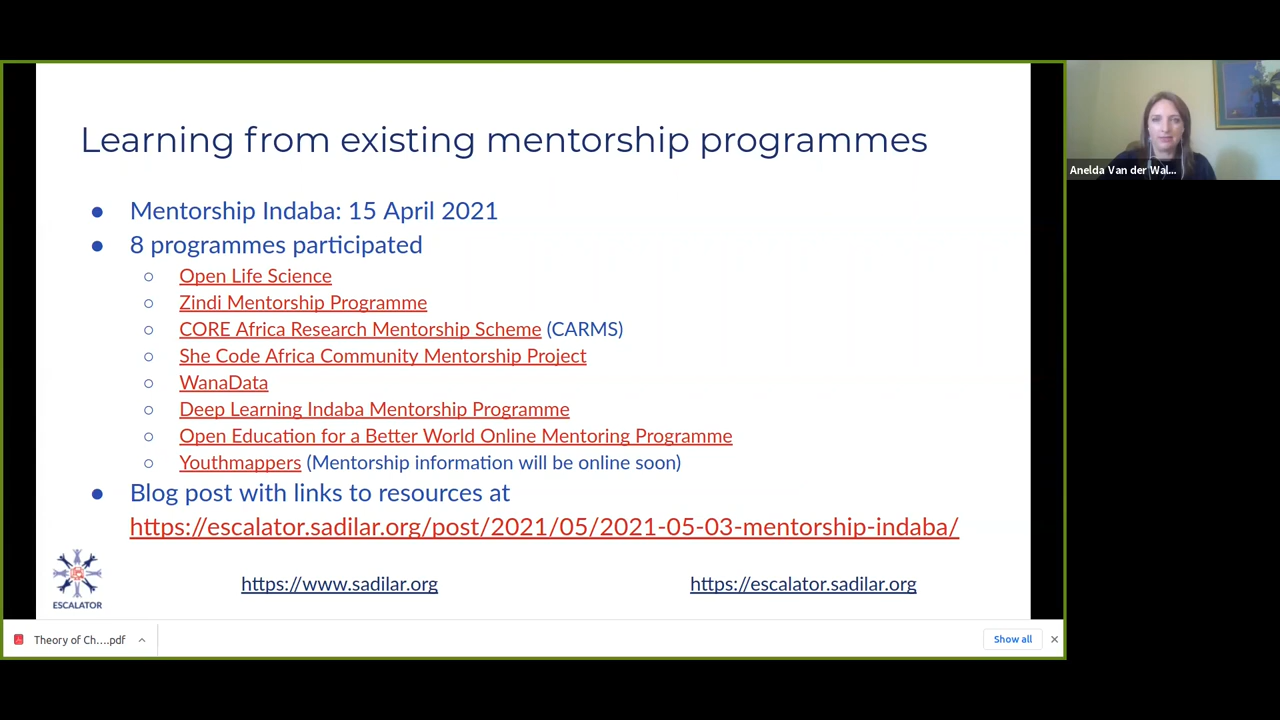 Learning from existing mentorship programmes
● Mentorship Indaba: 15 April 2021
● 8 programmes participated
○ Open Life Science
○ Zindi Mentorship Programme
○ CORE Africa Research Mentorship Scheme (CARMS)
○ She Code Africa Community Mentorship Project
○ WanaData
○ Deep Learning Indaba Mentorship Programme
○ Open Education for a Better World Online Mentoring Programme
○ Youthmappers (Mentorship information will be online soon)
● Blog post with links to resources at
https://escalator.sadilar.org/post/2021/05/2021-05-03-mentorship-indaba/
ESCALATOR
https://www.sadilar.org
https://escalator.sadilar.org
Theory of Ch....pdf
Show all
Anelda Van der Wal...